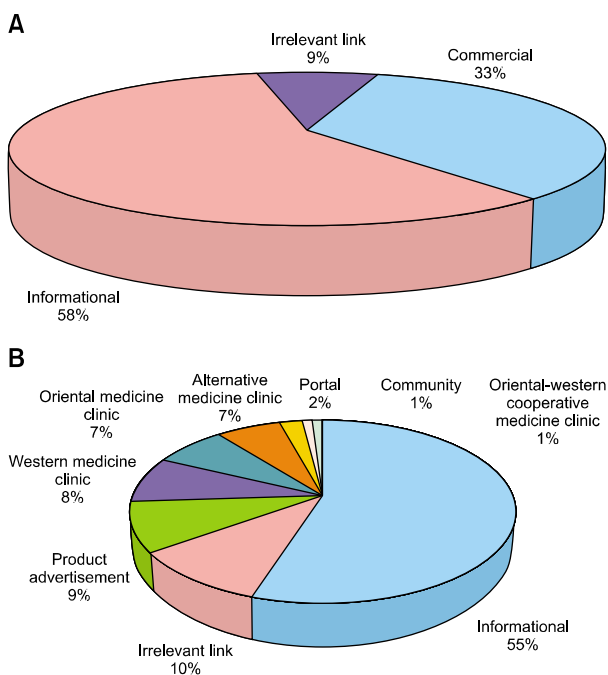 A
Irrelevant link
9%
Commercial
33%
Informational
58%
B
Oriental medicine
clinic
7%
Alternative
medicine clinic
7%
Portal
2%
Community
1%
Oriental-western
cooperative
medicine clinic
1%
Western medicine
clinic
8%
Product
advertisement
9%
Irrelevant link
10%
Informational
55%